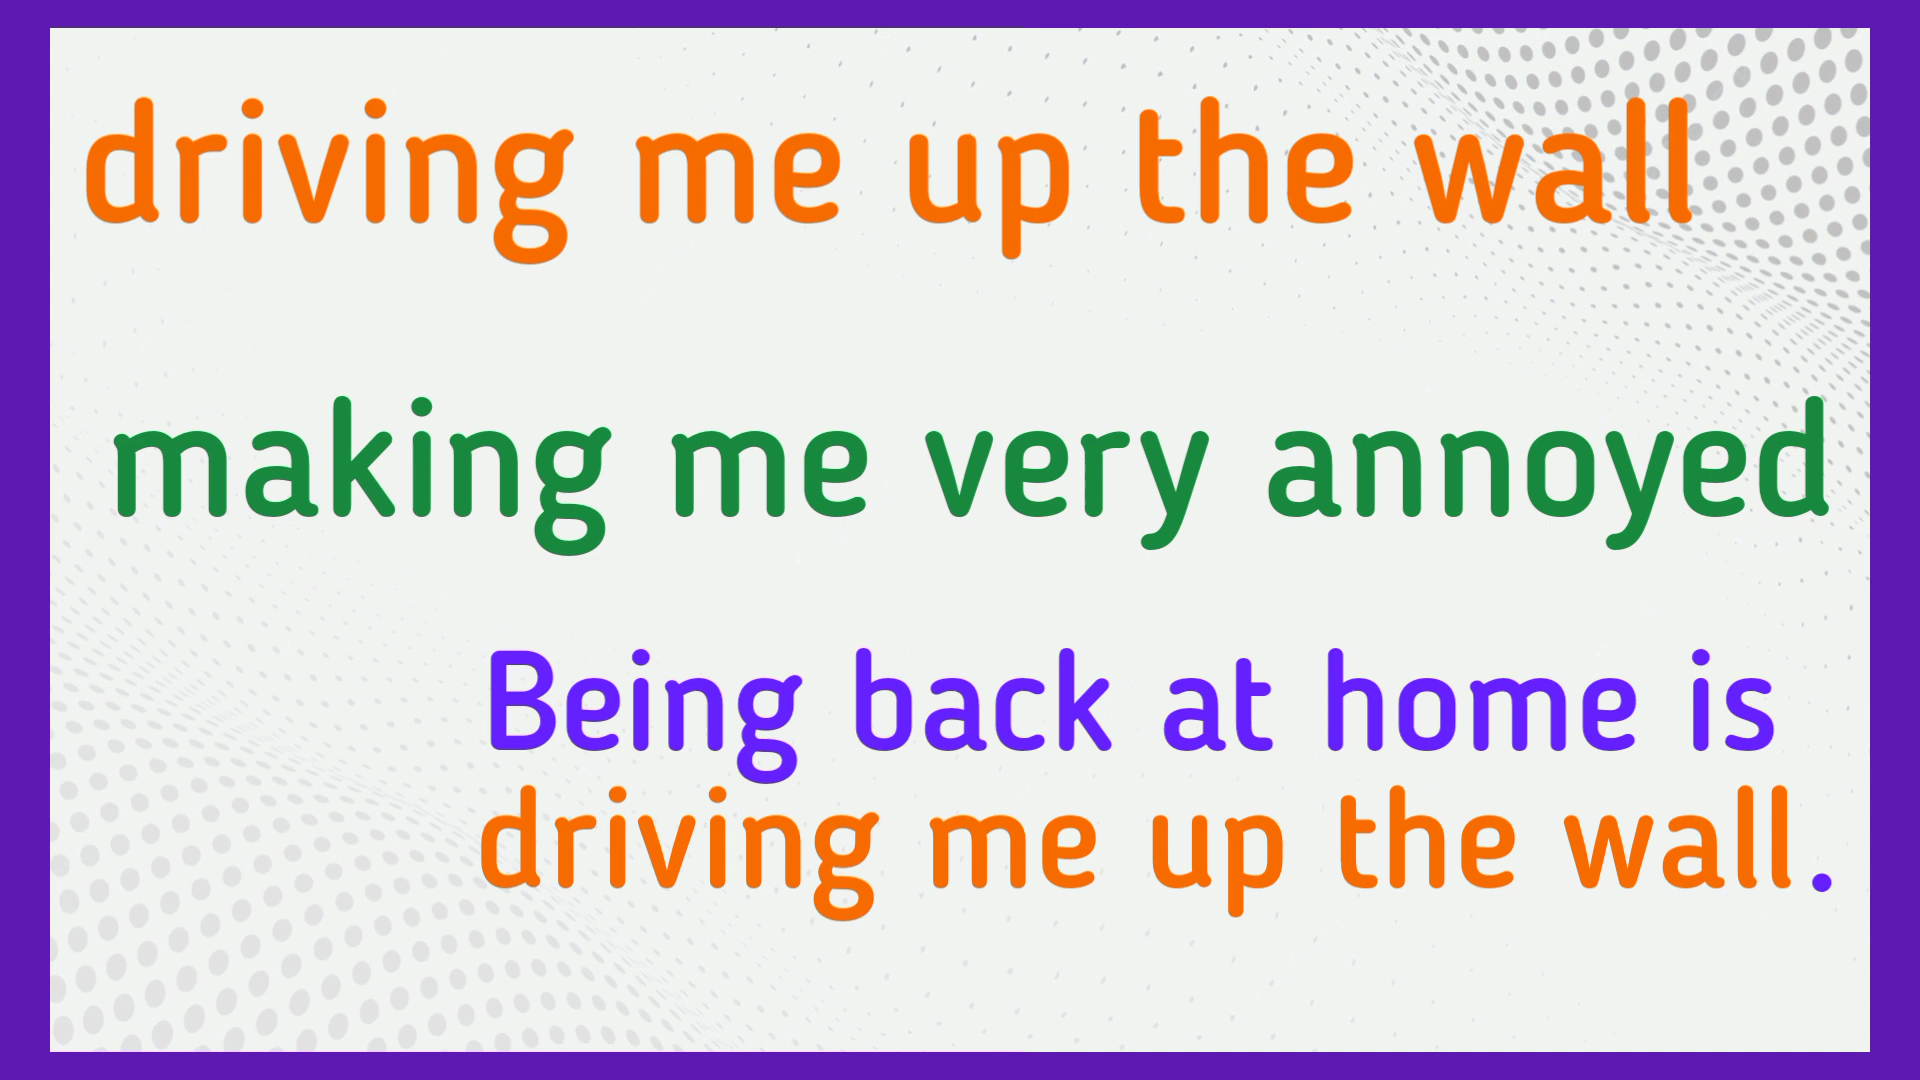 driving me up the wall
making me very annoyed
Being back at home is
driving me up the wall.